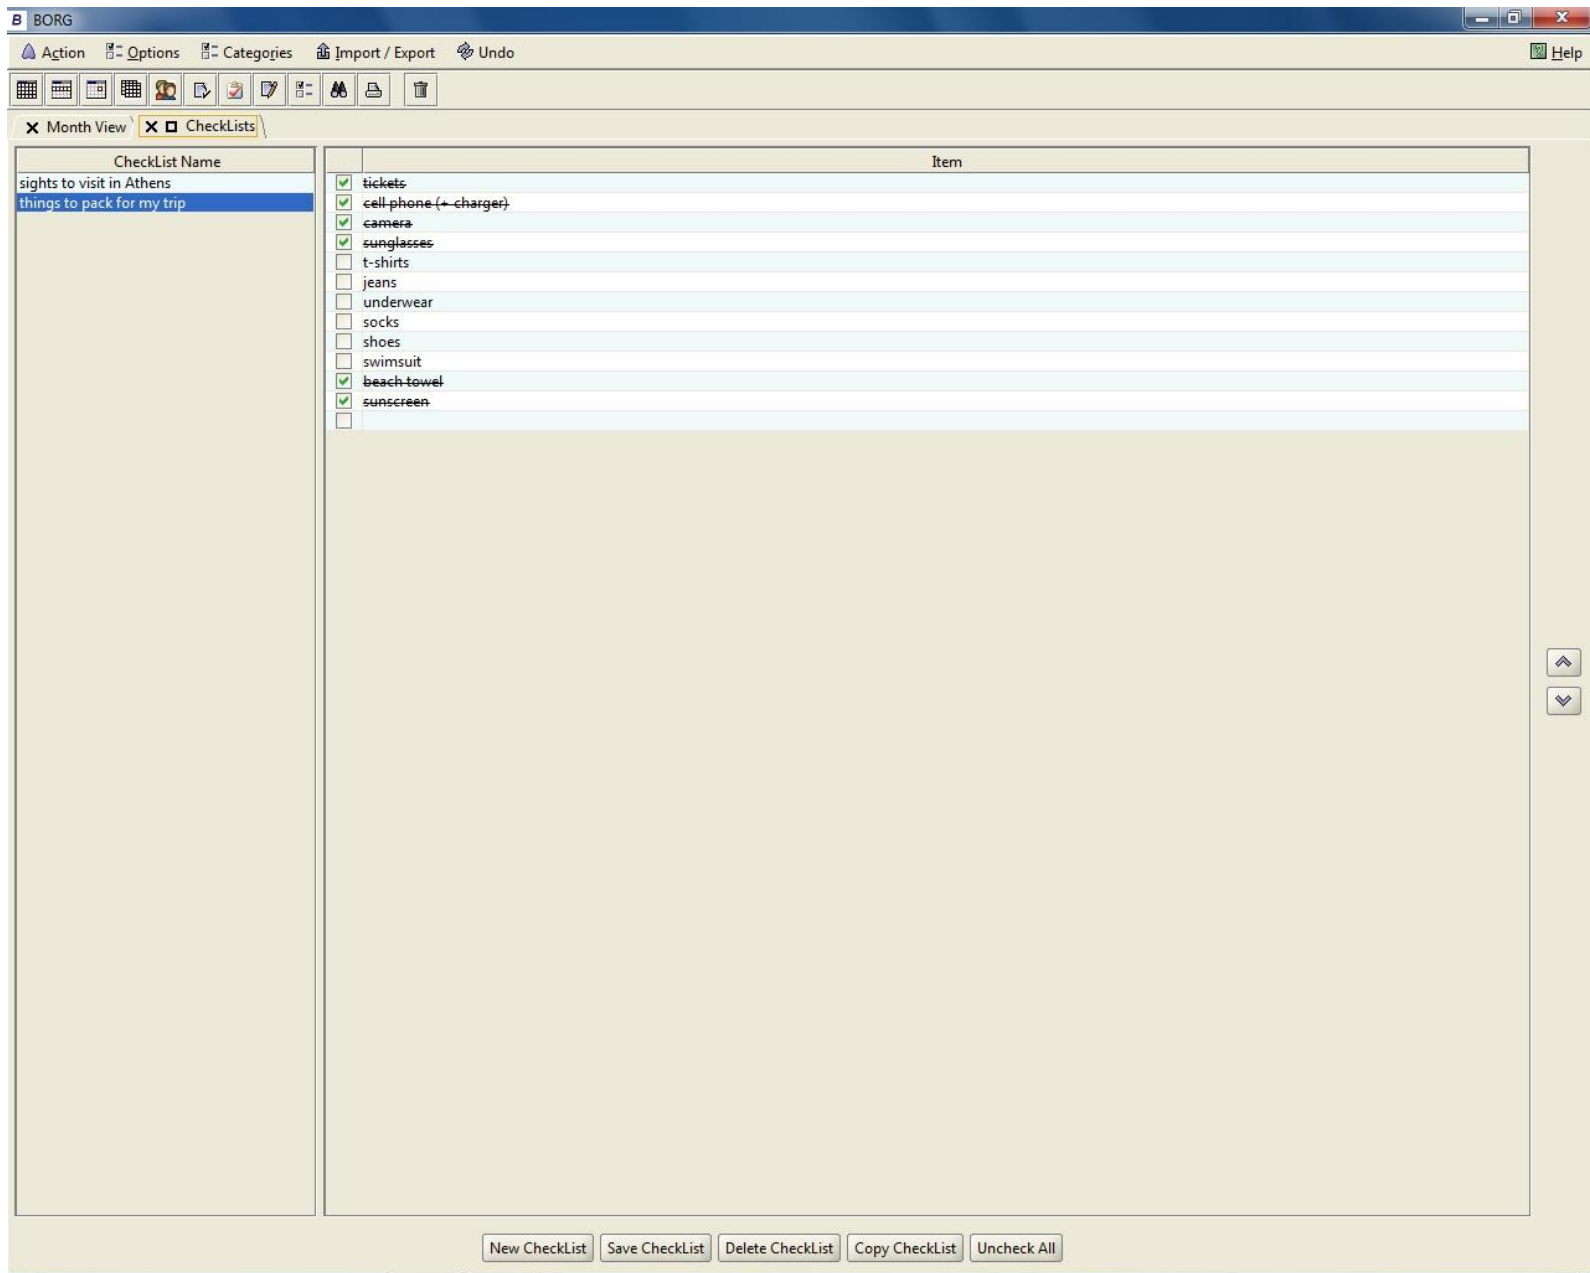 B BORG
Action Options Categories Import / Export Undo Help
Month View CheckLists
CheckList Name
sights to visit in Athens
things to pack for my trip
Item
tickets
cell phone (+ charger)
camera
sunglasses
t-shirts
jeans
underwear
socks
shoes
swimsuit
beach towel
sunscreen
New CheckList Save CheckList Delete CheckList Copy CheckList Uncheck All